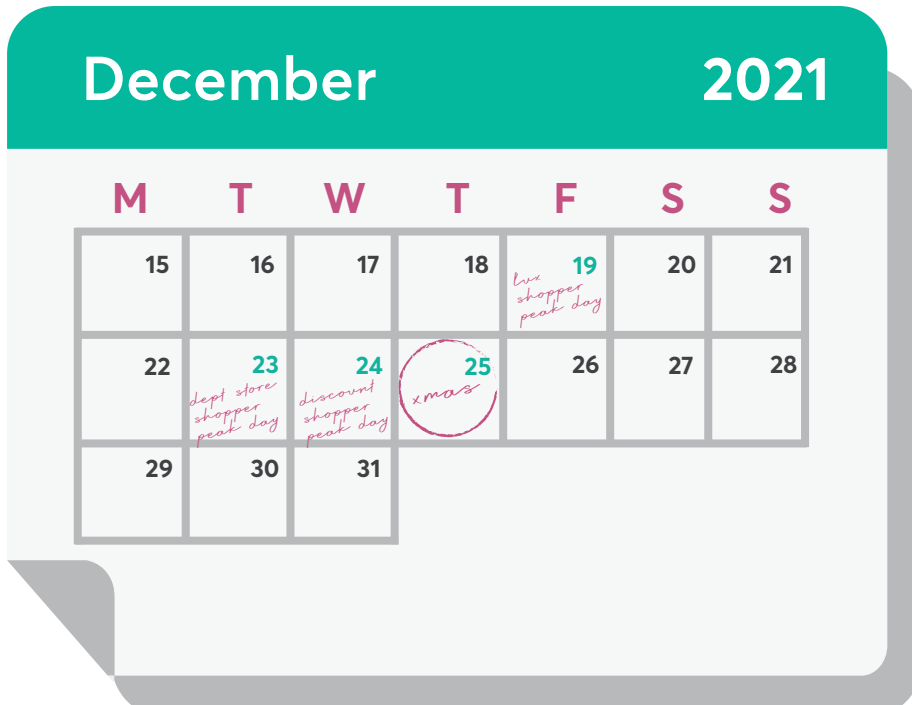 December 2021
M T W T F S S
15 16 17 18 19 20 21
lux
shopper
peak day
22 23 24 25 26 27 28
dept store
shopper
peak day
discount
shopper
peak day
xmas
29 30 31